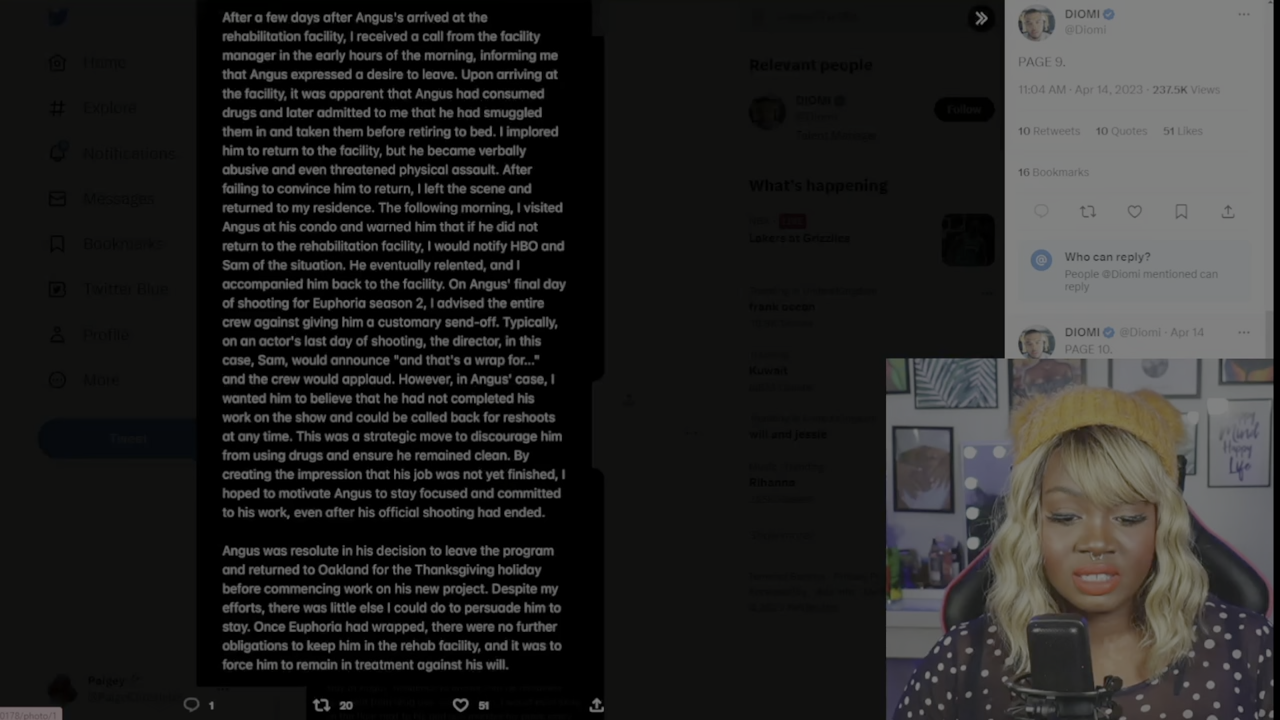 After a few days after Angus's arrived at the
rehabilitation facility, I received a call from the facility
manager in the early hours of the morning, informing me
that Angus expressed a desire to leave. Upon arriving at
the facility, it was apparent that Angus had consumed
drugs and later admitted to me that he had smuggled
them in and taken them before retiring to bed. I implored
him to return to the facility, but he became verbally
abusive and even threatened physical assault. After
failing to convince him to return, I left the scene and
returned to my residence. The following morning, I visited
Angus at his condo and warned him that if he did not
return to the rehabilitation facility, I would notify HBO and
Sam of the situation. He eventually relented, and I
accompanied him back to the facility. On Angus' final day
of shooting for Euphoria season 2, I advised the entire
crew against giving him a customary send-off. Typically,
on an actor's last day of shooting, the director, in this
case, Sam, would announce "and that's a wrap for..."
and the crew would applaud. However, in Angus' case, I
wanted him to believe that he had not completed his
work on the show and could be called back for reshoots
at any time. This was a strategic move to discourage him
from using drugs and ensure he remained clean. By
creating the impression that his job was not yet finished, I
hoped to motivate Angus to stay focused and committed
to his work, even after his official shooting had ended.
Angus was resolute in his decision to leave the program
and returned to Oakland for the Thanksgiving holiday
before commencing work on his new project. Despite my
efforts, there was little else I could do to persuade him to
stay. Once Euphoria had wrapped, there were no further
obligations to keep him in the rehab facility, and it was to
force him to remain in treatment against his will.
1
20
51
Home
Explore
Notifications
Messages
Bookmarks
Twitter Blue
Profile
More
Tweet
Relevant people
DIOMI
Follow
What's happening
LIVE
Lakers at Grizzlies
frank ocean
Kuwait
will and jessie
Rihanna
DIOMI
@Diomi
PAGE 9.
11:04 AM · Apr 14, 2023 · 237.5K Views
10 Retweets 10 Quotes 51 Likes
16 Bookmarks
Who can reply?
People @Diomi mentioned can
reply
DIOMI @Diomi · Apr 14
PAGE 10.
Happy
Mind
Happy
Life